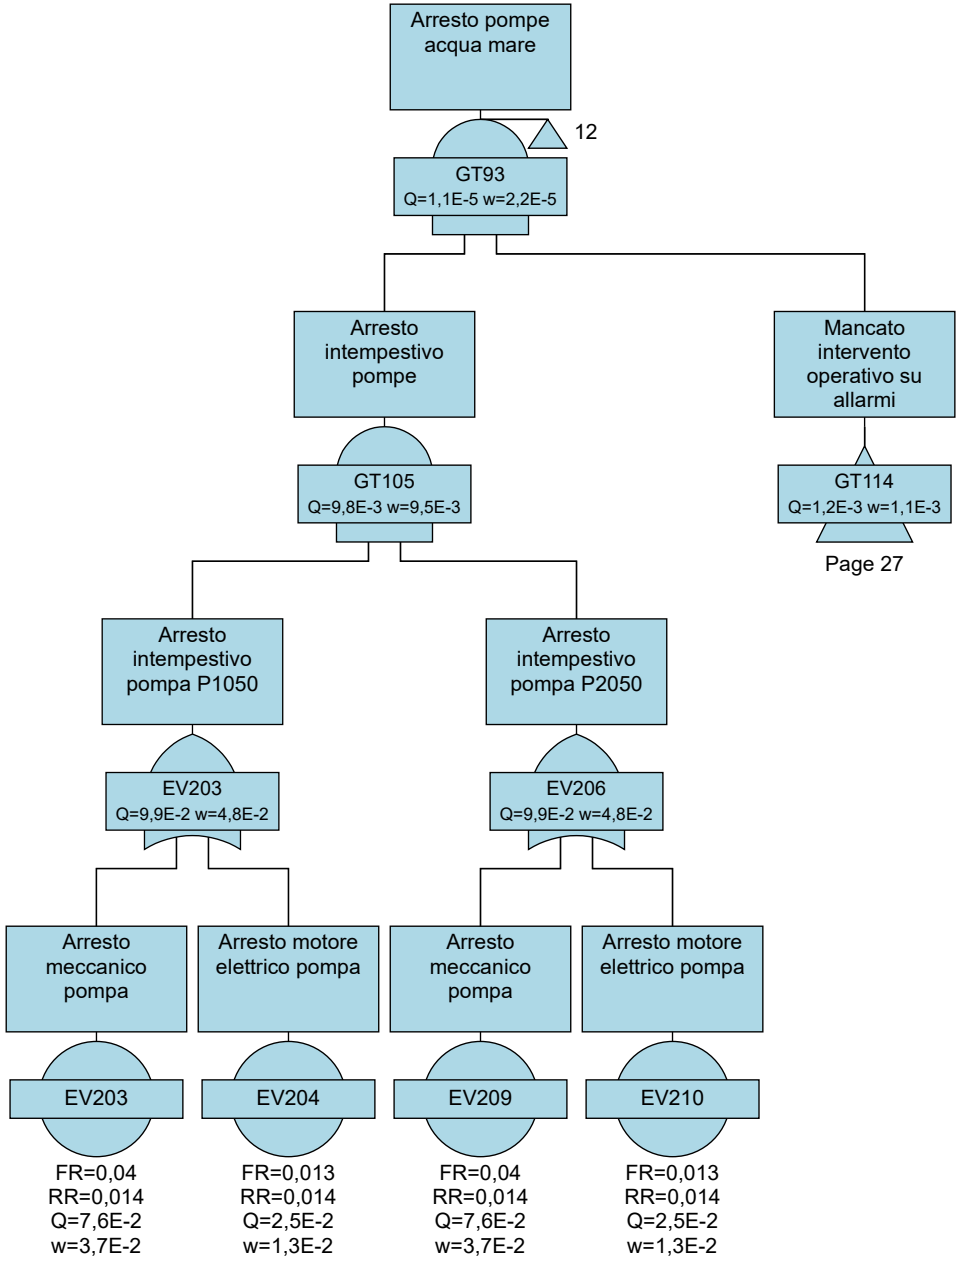 Arresto pompe
acqua mare
12
GT93
Q=1,1E-5 w=2,2E-5
Arresto
intempestivo
pompe
Mancato
intervento
operativo su
allarmi
GT105
Q=9,8E-3 w=9,5E-3
GT114
Q=1,2E-3 w=1,1E-3
Page 27
Arresto
intempestivo
pompa P1050
Arresto
intempestivo
pompa P2050
EV203
Q=9,9E-2 w=4,8E-2
EV206
Q=9,9E-2 w=4,8E-2
Arresto
meccanico
pompa
Arresto motore
elettrico pompa
Arresto
meccanico
pompa
Arresto motore
elettrico pompa
EV203
EV204
EV209
EV210
FR=0,04
RR=0,014
Q=7,6E-2
w=3,7E-2
FR=0,013
RR=0,014
Q=2,5E-2
w=1,3E-2
FR=0,04
RR=0,014
Q=7,6E-2
w=3,7E-2
FR=0,013
RR=0,014
Q=2,5E-2
w=1,3E-2